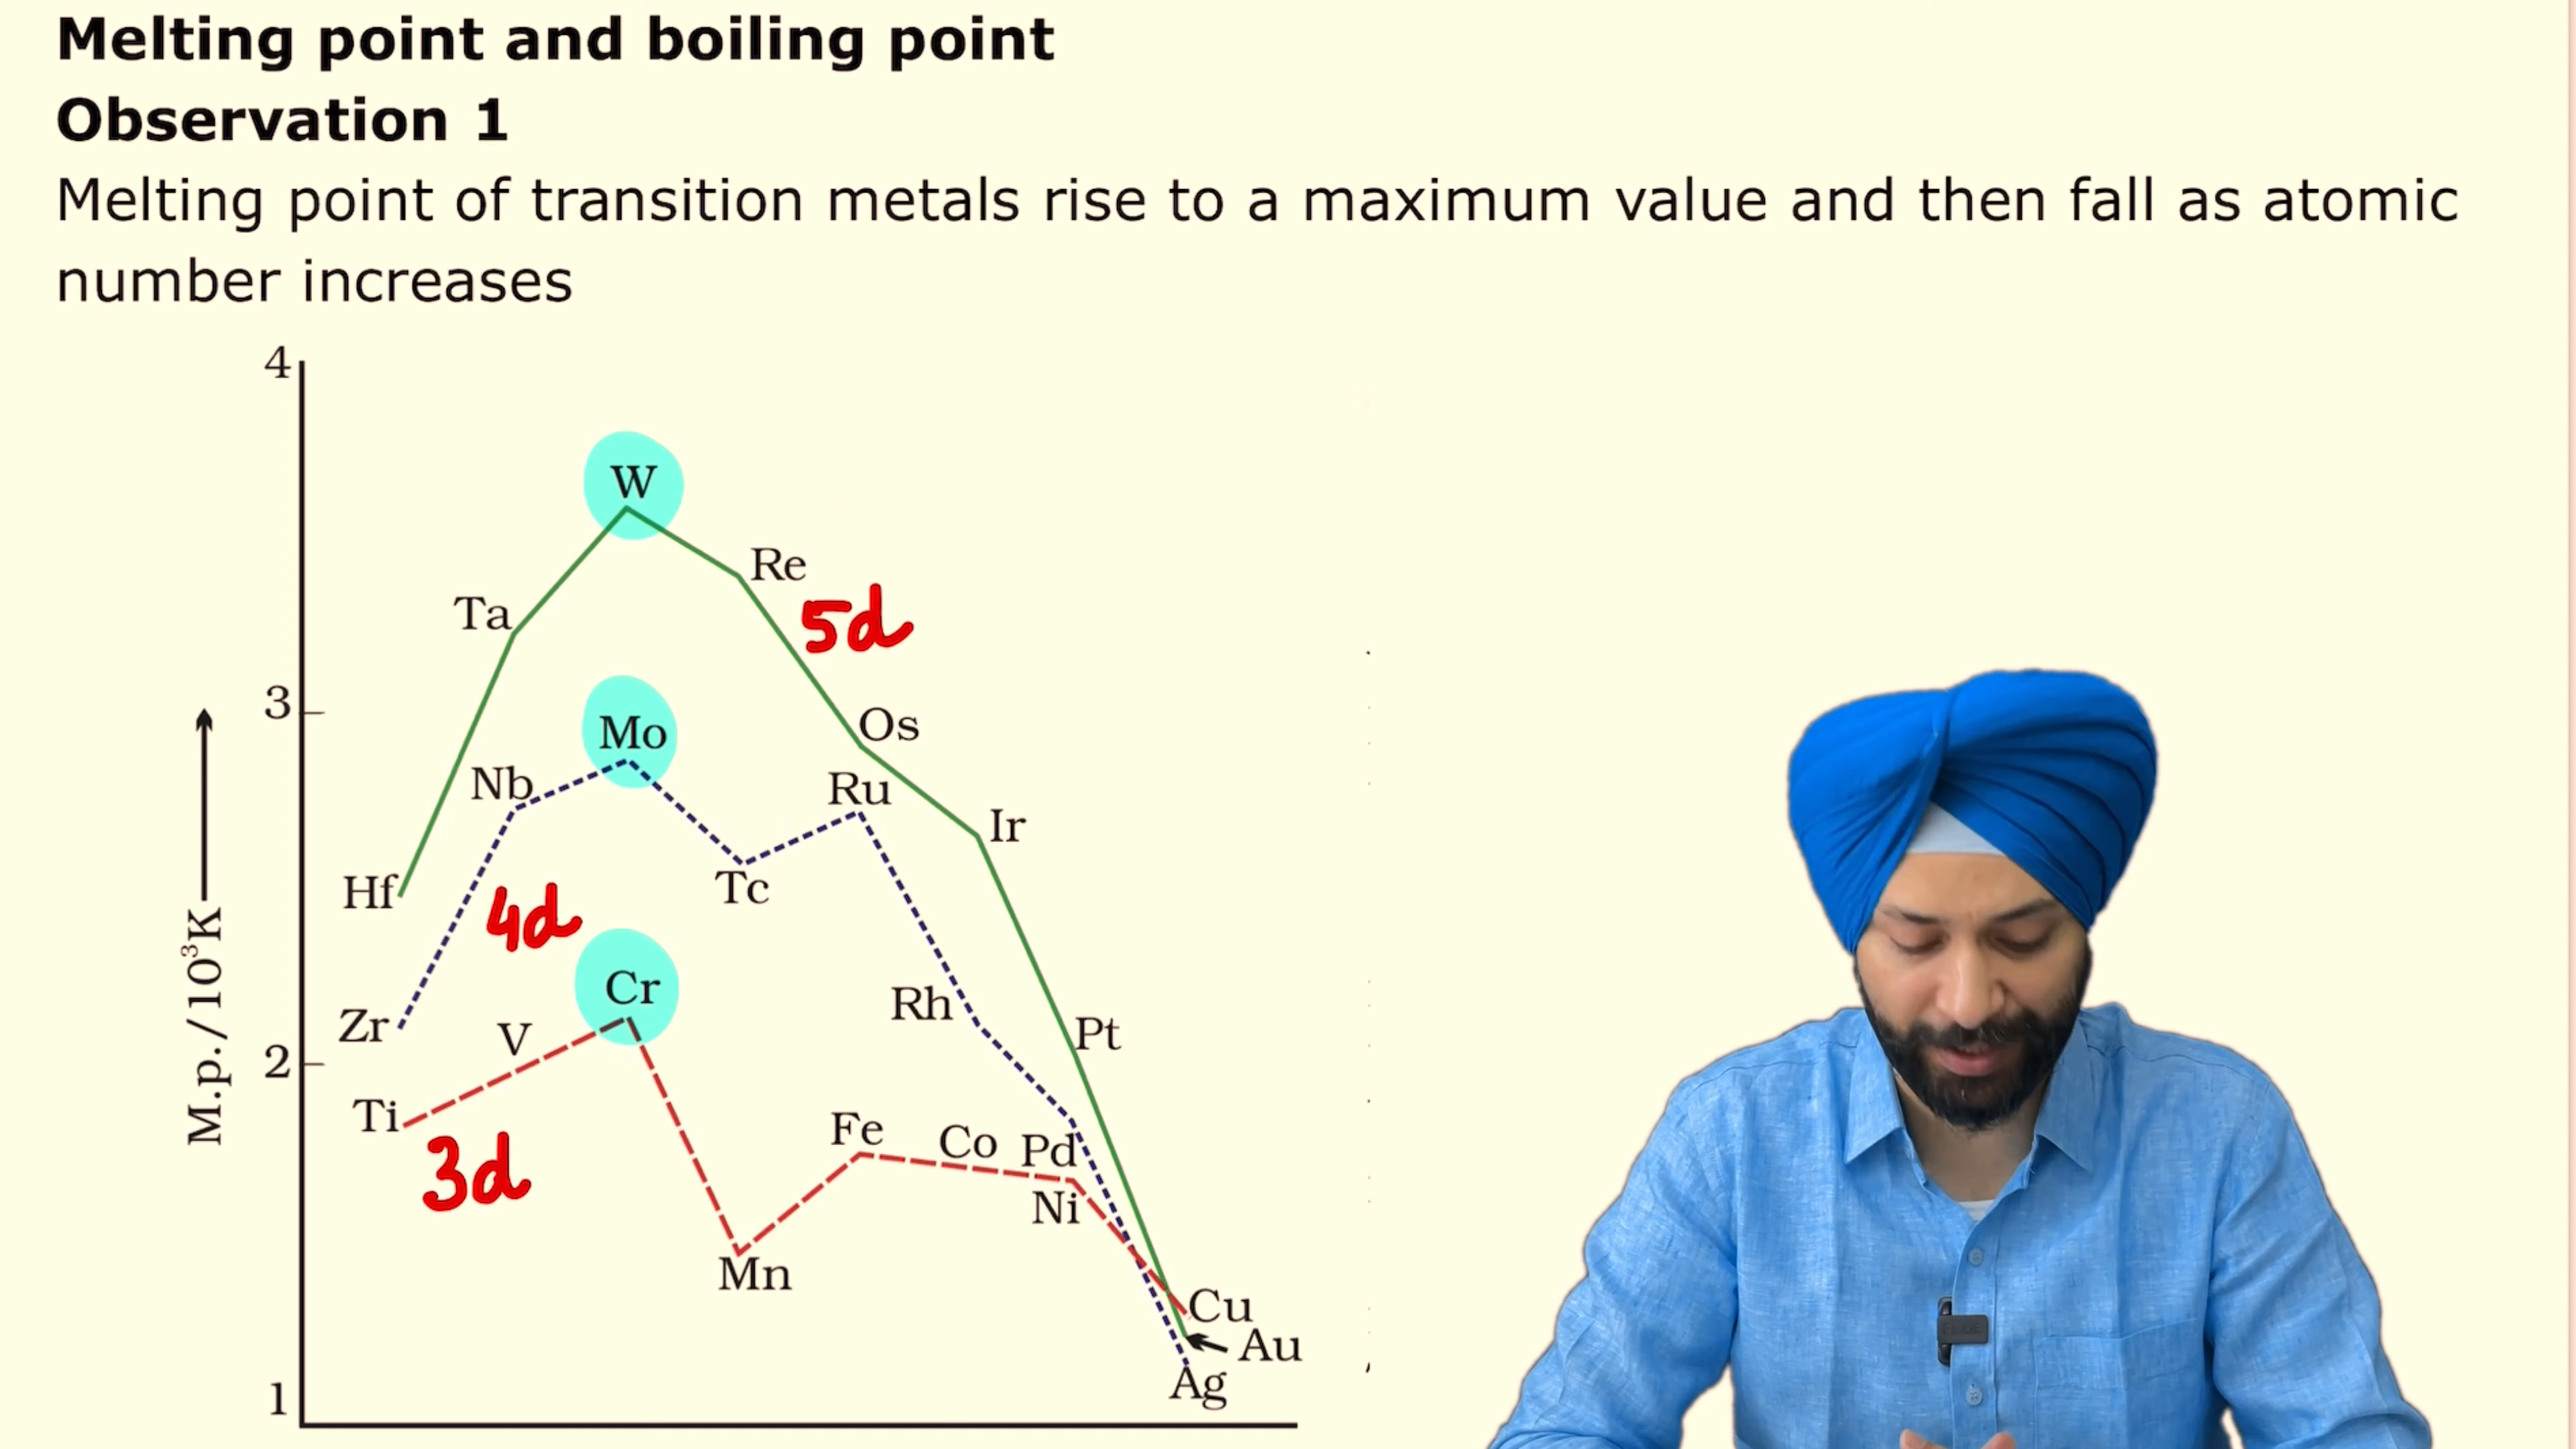 Melting point and boiling point
Observation 1
Melting point of transition metals rise to a maximum value and then fall as atomic
number increases
4
W
Re
Ta
5d
3
Mo
Os
Nb
Ru
Ir
Hf
Tc
4d
Cr
Rh
Zr
V
Pt
2
Ti
Fe
Co
Pd
3d
Ni
Mn
Cu
Au
Ag
1
M.p./10³K